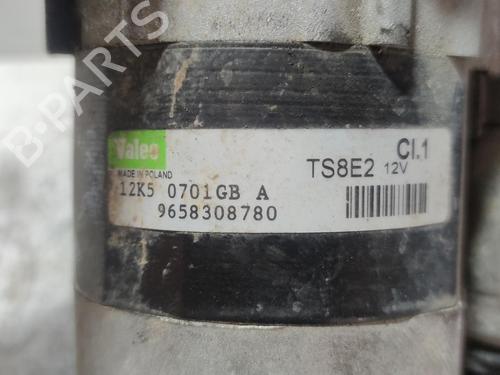 B-PARTS
Valeo
MADE IN POLAND
TS8E2 12V Cl.1
12K5 0701GB A
9658308780